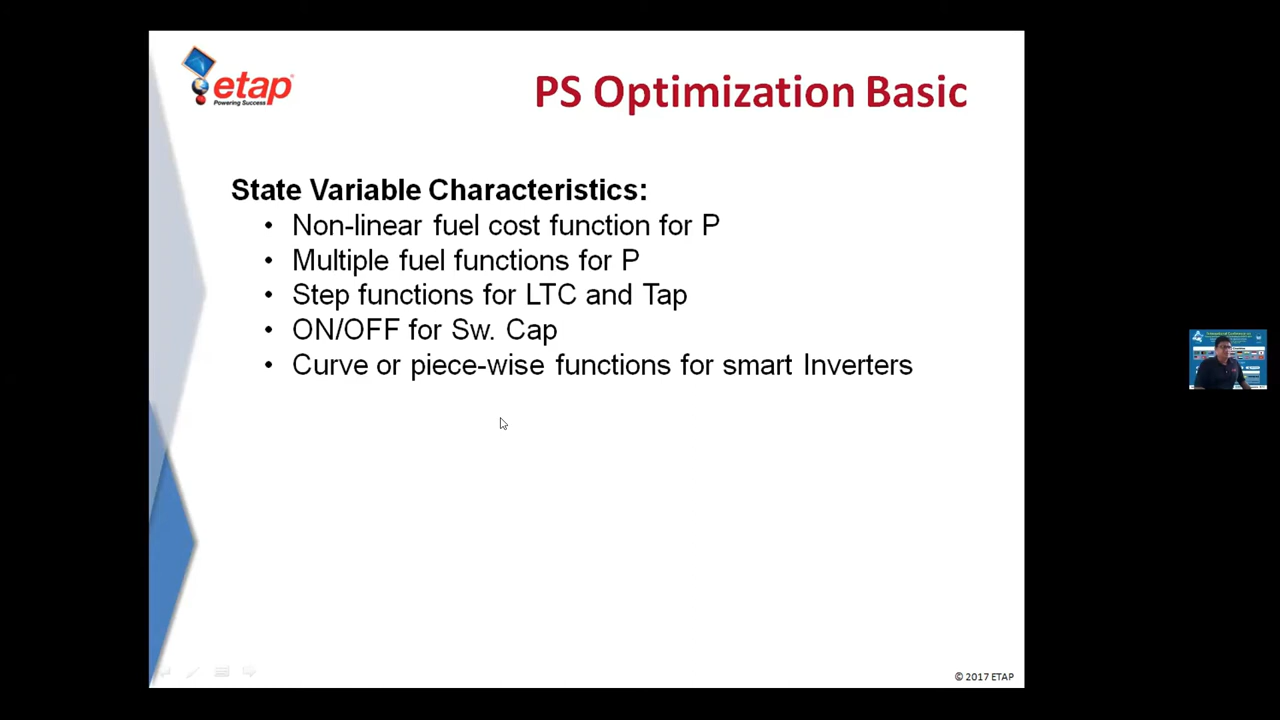 etap
Powering Success
PS Optimization Basic
State Variable Characteristics:
• Non-linear fuel cost function for P
• Multiple fuel functions for P
• Step functions for LTC and Tap
• ON/OFF for Sw. Cap
• Curve or piece-wise functions for smart Inverters
© 2017 ETAP